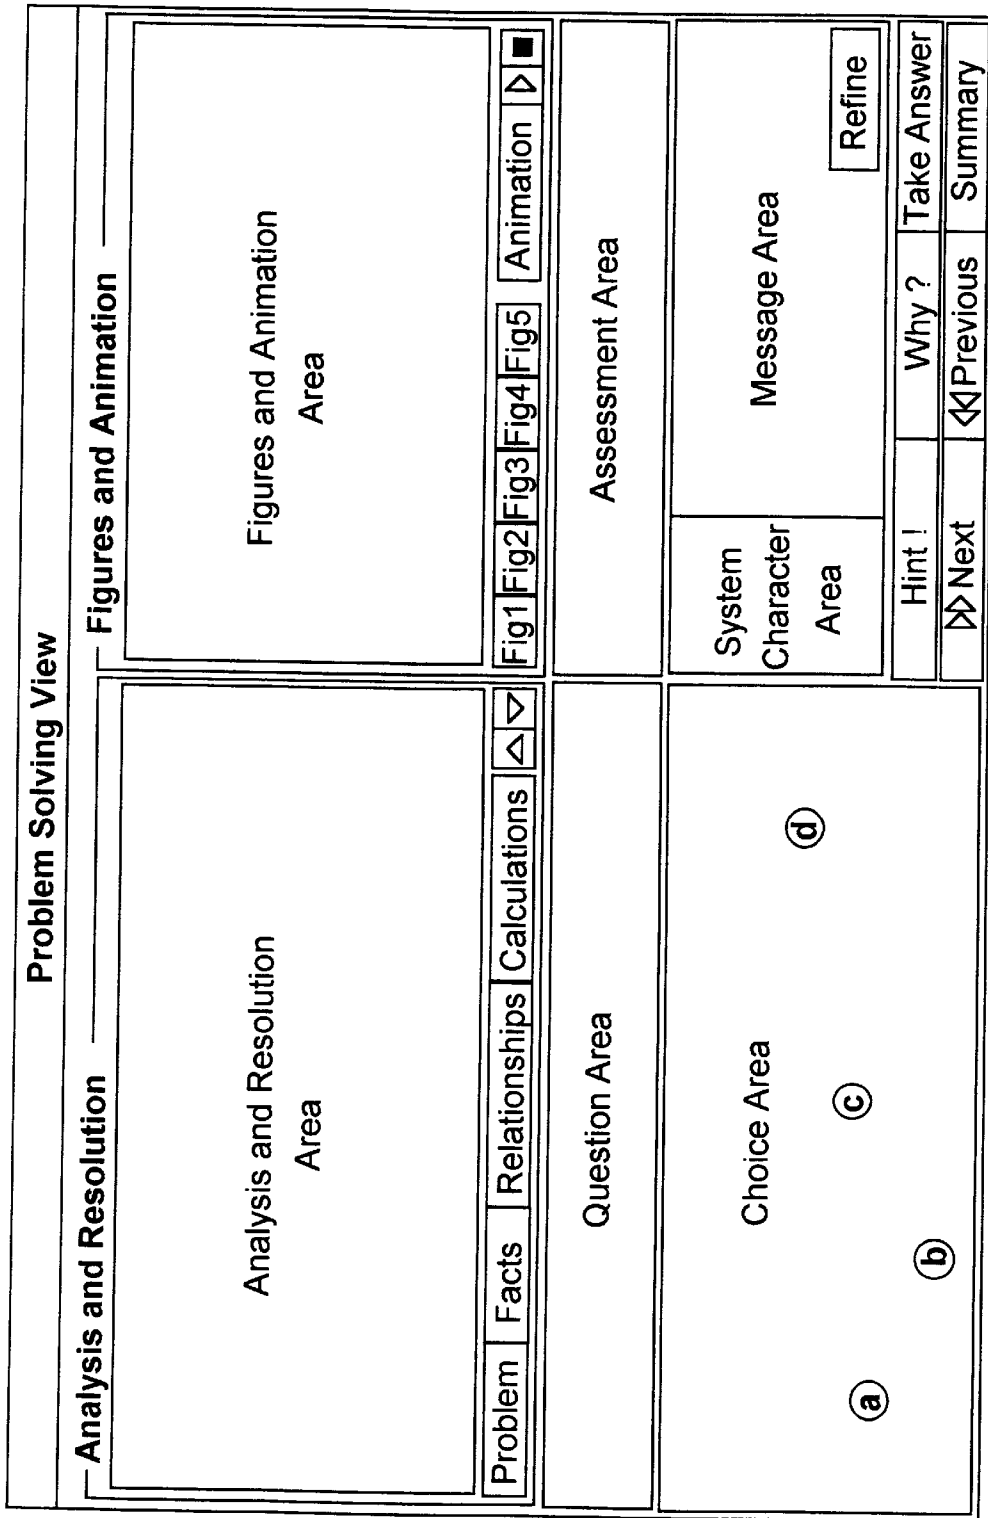 Problem Solving View
Analysis and Resolution
Analysis and Resolution
Area
Problem Facts Relationships Calculations △ ▽
Figures and Animation
Figures and Animation
Area
Fig1 Fig2 Fig3 Fig4 Fig5 Animation ▷ ■
Question Area
Assessment Area
Choice Area
a
b
c
d
System
Character
Area
Message Area
Refine
Hint ! Why ? Take Answer
▷▷ Next ◁◁ Previous Summary